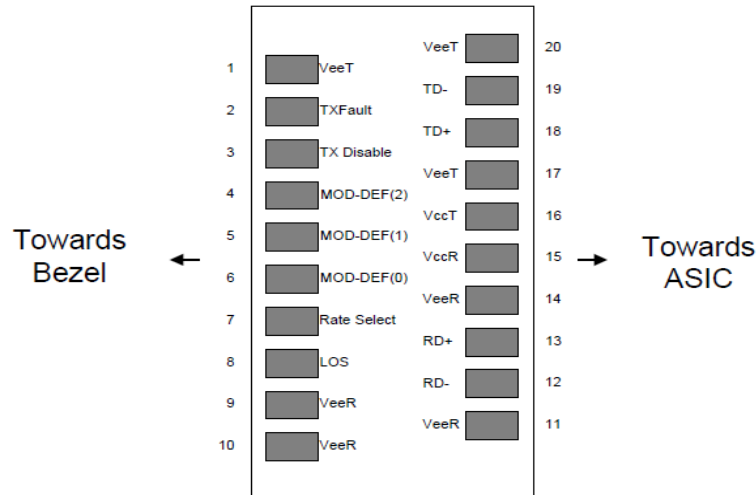 VeeT 20
1 VeeT
TD- 19
2 TXFault
TD+ 18
3 TX Disable
VeeT 17
4 MOD-DEF(2)
VccT 16
5 MOD-DEF(1)
Towards
Bezel
VccR 15
Towards
ASIC
6 MOD-DEF(0)
VeeR 14
7 Rate Select
RD+ 13
8 LOS
RD- 12
9 VeeR
VeeR 11
10 VeeR